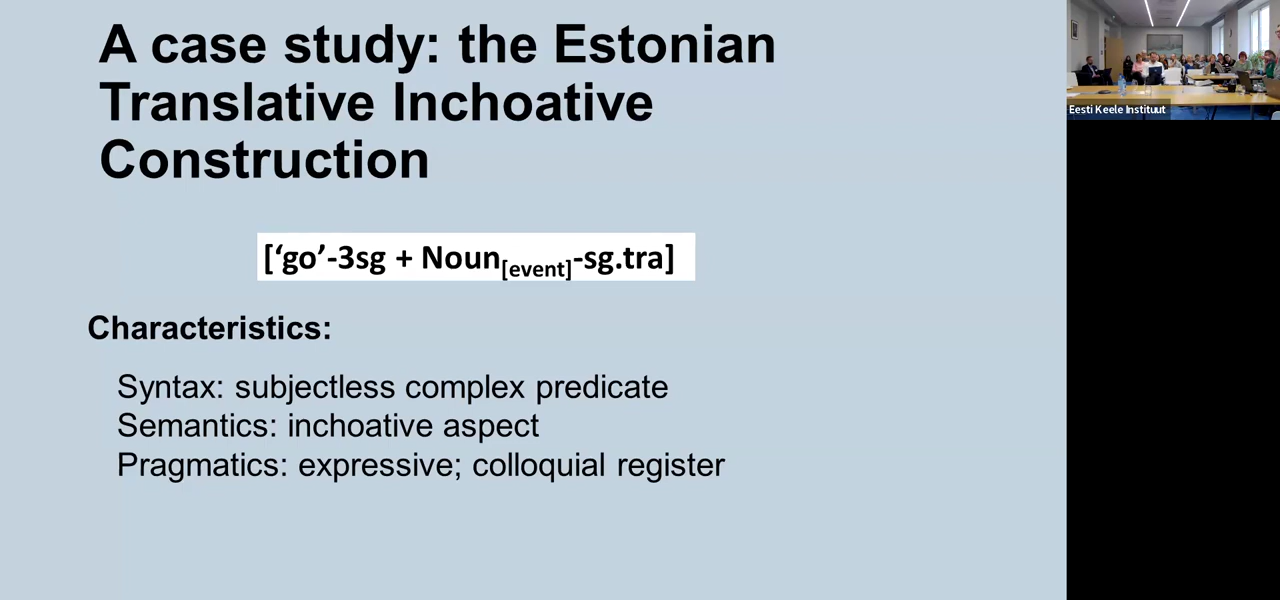 A case study: the Estonian
Translative Inchoative
Construction
[‘go’-3sg + Noun[event]-sg.tra]
Characteristics:
Syntax: subjectless complex predicate
Semantics: inchoative aspect
Pragmatics: expressive; colloquial register
Eesti Keele Instituut